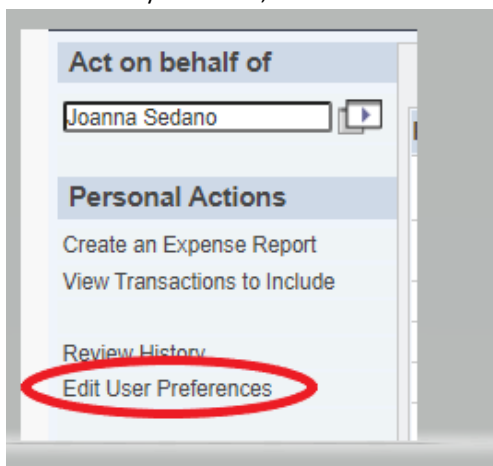 Act on behalf of
Joanna Sedano
Personal Actions
Create an Expense Report
View Transactions to Include
Review History
Edit User Preferences